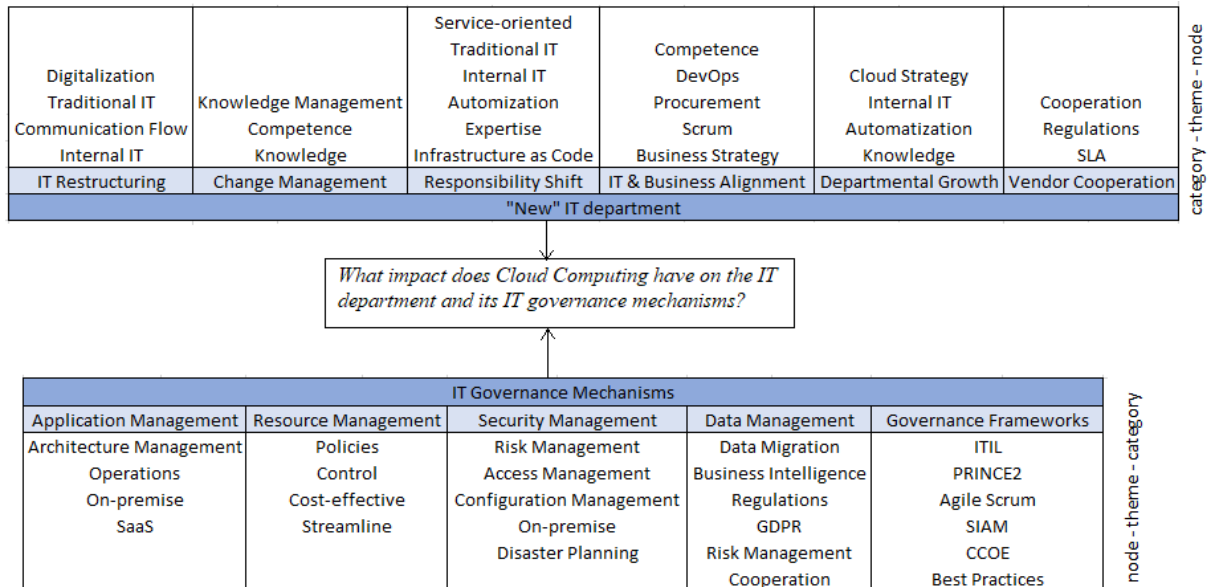 Digitalization
Traditional IT
Communication Flow
Internal IT
IT Restructuring
Knowledge Management
Competence
Knowledge
Change Management
Service-oriented
Traditional IT
Internal IT
Automization
Expertise
Infrastructure as Code
Responsibility Shift
Competence
DevOps
Procurement
Scrum
Business Strategy
IT & Business Alignment
Cloud Strategy
Internal IT
Automatization
Knowledge
Departmental Growth
Cooperation
Regulations
SLA
Vendor Cooperation
"New" IT department
category - theme - node
What impact does Cloud Computing have on the IT
department and its IT governance mechanisms?
IT Governance Mechanisms
Application Management
Architecture Management
Operations
On-premise
SaaS
Resource Management
Policies
Control
Cost-effective
Streamline
Security Management
Risk Management
Access Management
Configuration Management
On-premise
Disaster Planning
Data Management
Data Migration
Business Intelligence
Regulations
GDPR
Risk Management
Cooperation
Governance Frameworks
ITIL
PRINCE2
Agile Scrum
SIAM
CCOE
Best Practices
node - theme - category